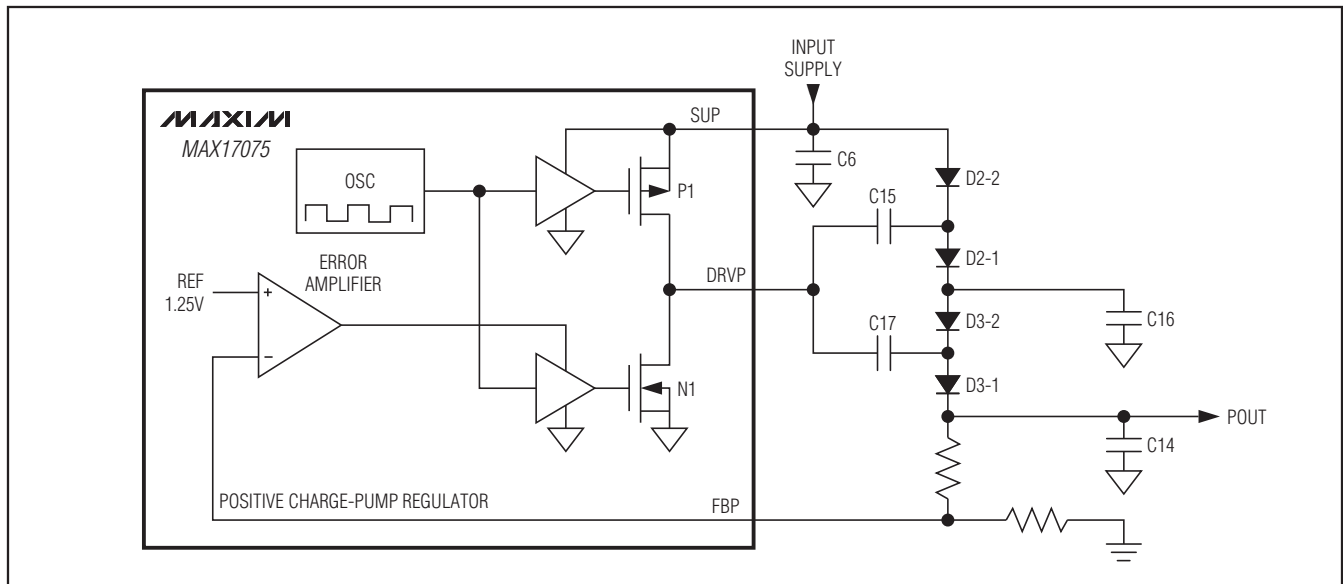 INPUT
SUPPLY
MAXIM
MAX17075
SUP
C6
OSC
P1
D2-2
C15
D2-1
ERROR
AMPLIFIER
REF
1.25V
+
−
DRVP
C17
D3-2
C16
N1
D3-1
POUT
C14
POSITIVE CHARGE-PUMP REGULATOR
FBP